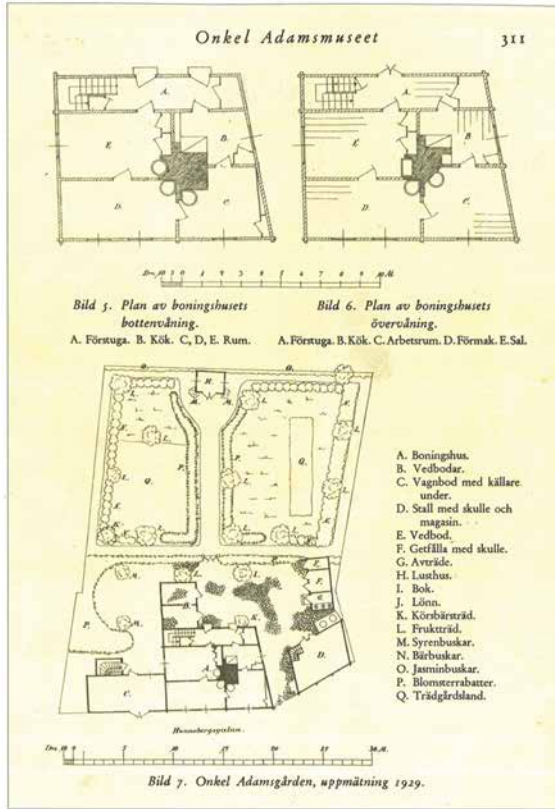 Onkel Adamsmuseet 311
A. B. C. D. E.
A. B. C. D. E.
Bild 5. Plan av boningshusets
bottenvåning.
A. Förstuga. B. Kök. C, D, E. Rum.
Bild 6. Plan av boningshusets
övervåning.
A. Förstuga. B. Kök. C. Arbetsrum. D. Förmak. E. Sal.
A. Boningshus.
B. Vedbodar.
C. Vagnbod med källare
under.
D. Stall med skulle och
magasin.
E. Vedbod.
F. Getfålla med skulle.
G. Avträde.
H. Lusthus.
I. Bok.
J. Lönn.
K. Körsbärsträd.
L. Fruktträd.
M. Syrenbuskar.
N. Bärbuskar.
O. Jasminbuskar.
P. Blomsterrabatter.
Q. Trädgårdsland.
Hunnebergsgatan.
Bild 7. Onkel Adamsgården, uppmätning 1929.